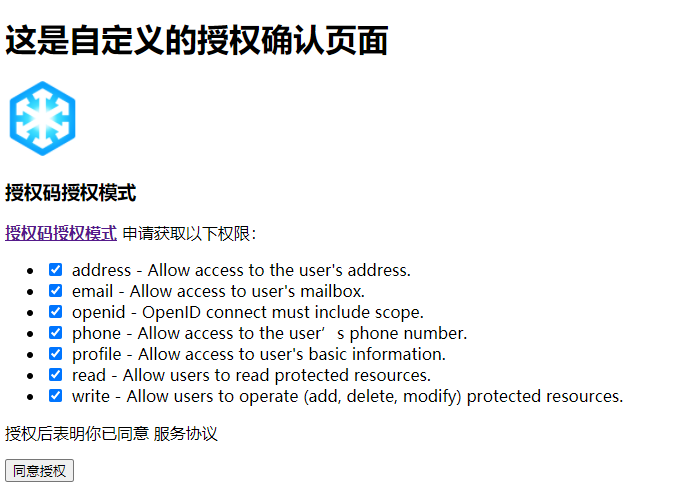 这是自定义的授权确认页面
授权码授权模式
授权码授权模式 申请获取以下权限：
address - Allow access to the user's address.
email - Allow access to user's mailbox.
openid - OpenID connect must include scope.
phone - Allow access to the user’s phone number.
profile - Allow access to user's basic information.
read - Allow users to read protected resources.
write - Allow users to operate (add, delete, modify) protected resources.
授权后表明你已同意 服务协议
同意授权